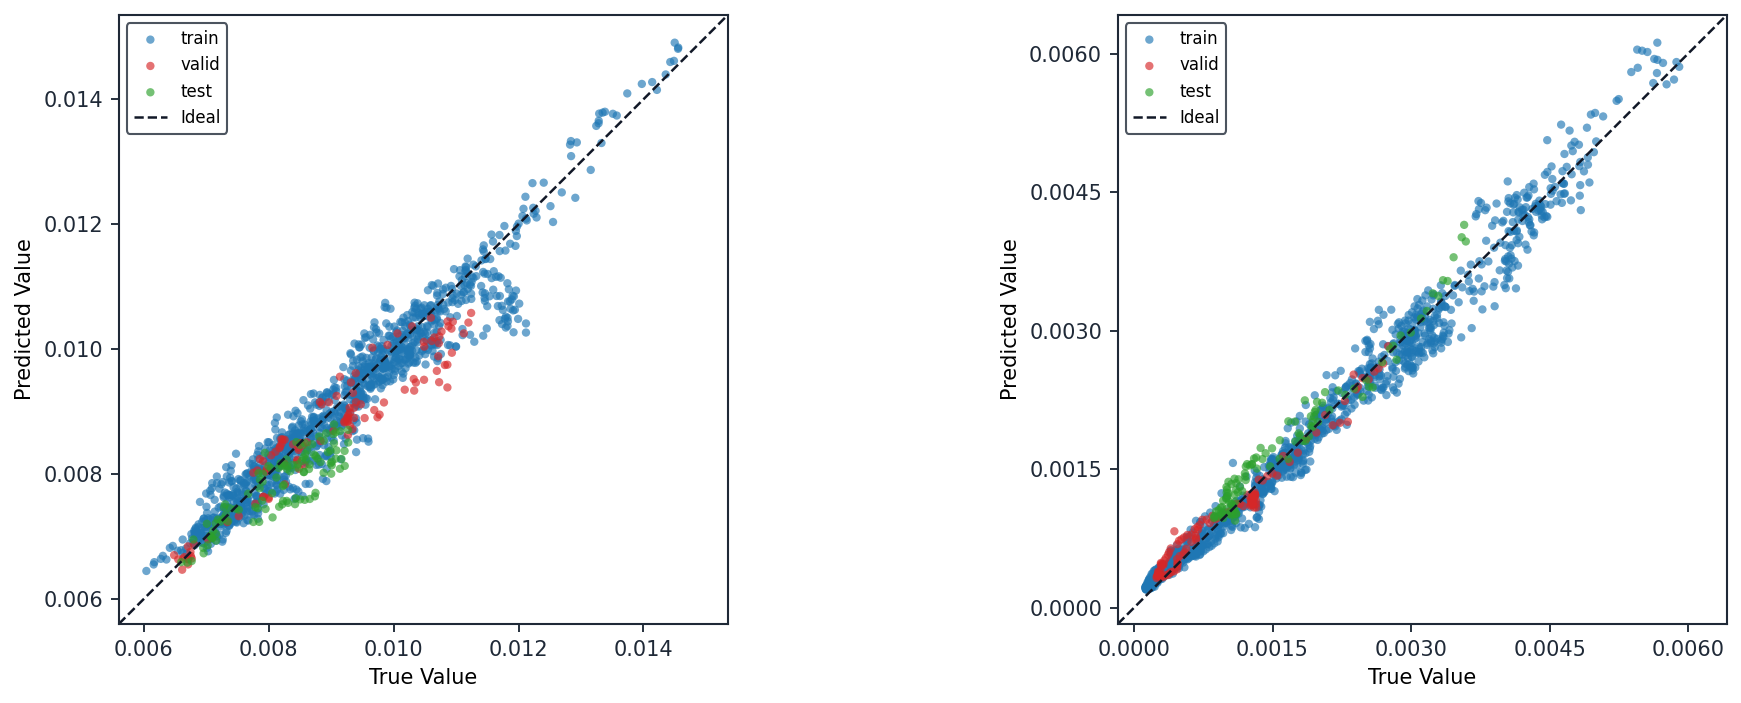 train
valid
test
Ideal
0.014
0.012
0.010
0.008
0.006
Predicted Value
0.006 0.008 0.010 0.012 0.014
True Value
train
valid
test
Ideal
0.0060
0.0045
0.0030
0.0015
0.0000
Predicted Value
0.0000 0.0015 0.0030 0.0045 0.0060
True Value